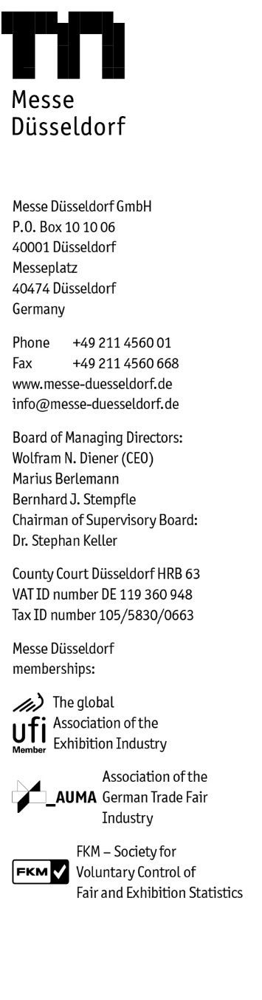 Messe
Düsseldorf
Messe Düsseldorf GmbH
P.O. Box 10 10 06
40001 Düsseldorf
Messeplatz
40474 Düsseldorf
Germany
Phone +49 211 4560 01
Fax +49 211 4560 668
www.messe-duesseldorf.de
info@messe-duesseldorf.de
Board of Managing Directors:
Wolfram N. Diener (CEO)
Marius Berlemann
Bernhard J. Stempfle
Chairman of Supervisory Board:
Dr. Stephan Keller
County Court Düsseldorf HRB 63
VAT ID number DE 119 360 948
Tax ID number 105/5830/0663
Messe Düsseldorf
memberships:
ufi
Member
The global
Association of the
Exhibition Industry
_AUMA
Association of the
German Trade Fair
Industry
FKM
FKM – Society for
Voluntary Control of
Fair and Exhibition Statistics